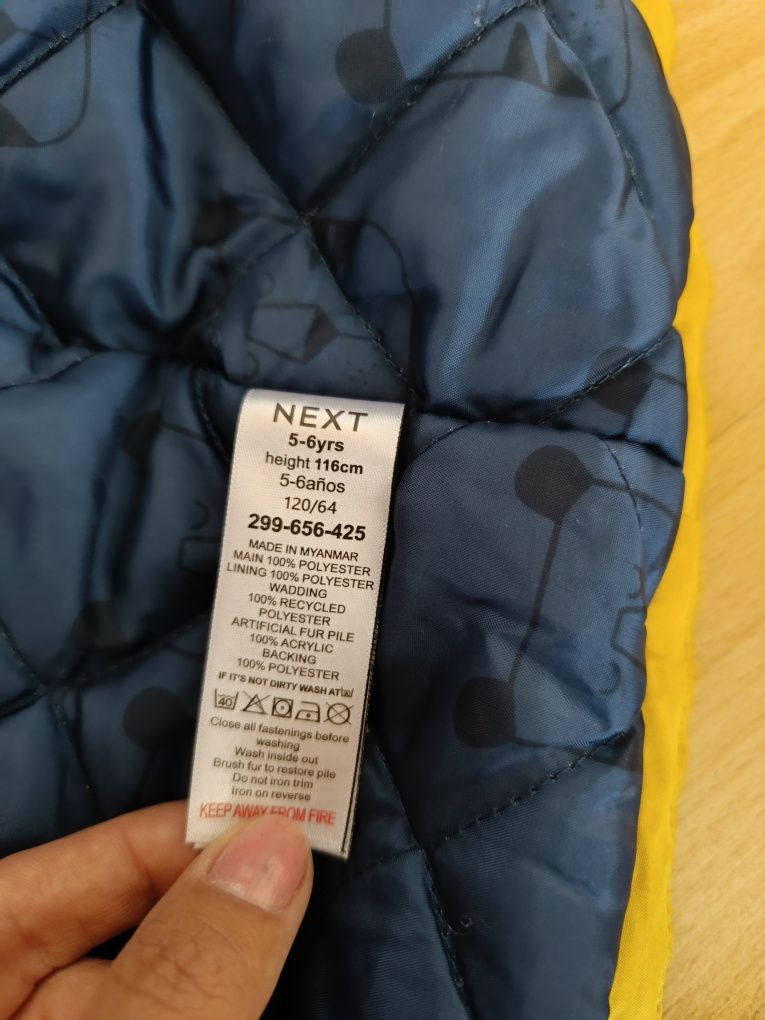 NEXT
5-6yrs
height 116cm
5-6años
120/64
299-656-425
MADE IN MYANMAR
MAIN 100% POLYESTER
LINING 100% POLYESTER
WADDING
100% RECYCLED
POLYESTER
ARTIFICIAL FUR PILE
100% ACRYLIC
BACKING
100% POLYESTER
IF IT'S NOT DIRTY WASH AT 30
40
Close all fastenings before
washing
Wash inside out
Brush fur to restore pile
Do not iron trim
Iron on reverse
KEEP AWAY FROM FIRE